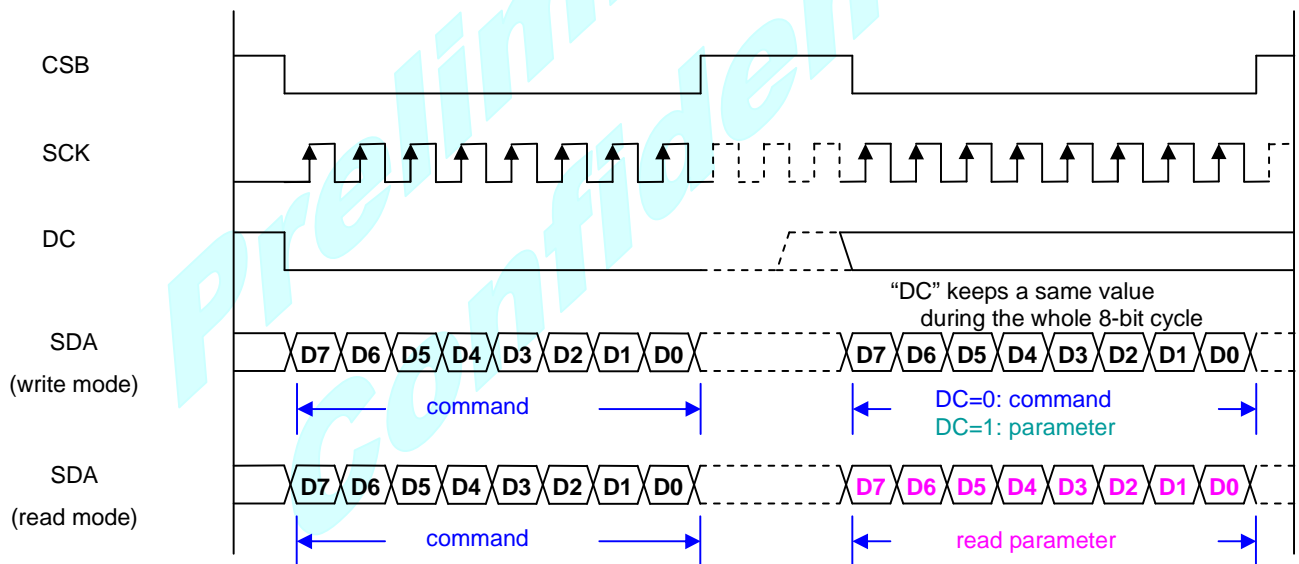 CSB
SCK
DC
"DC" keeps a same value
during the whole 8-bit cycle
SDA
(write mode)
D7 D6 D5 D4 D3 D2 D1 D0
D7 D6 D5 D4 D3 D2 D1 D0
command
DC=0: command
DC=1: parameter
SDA
(read mode)
D7 D6 D5 D4 D3 D2 D1 D0
D7 D6 D5 D4 D3 D2 D1 D0
command
read parameter